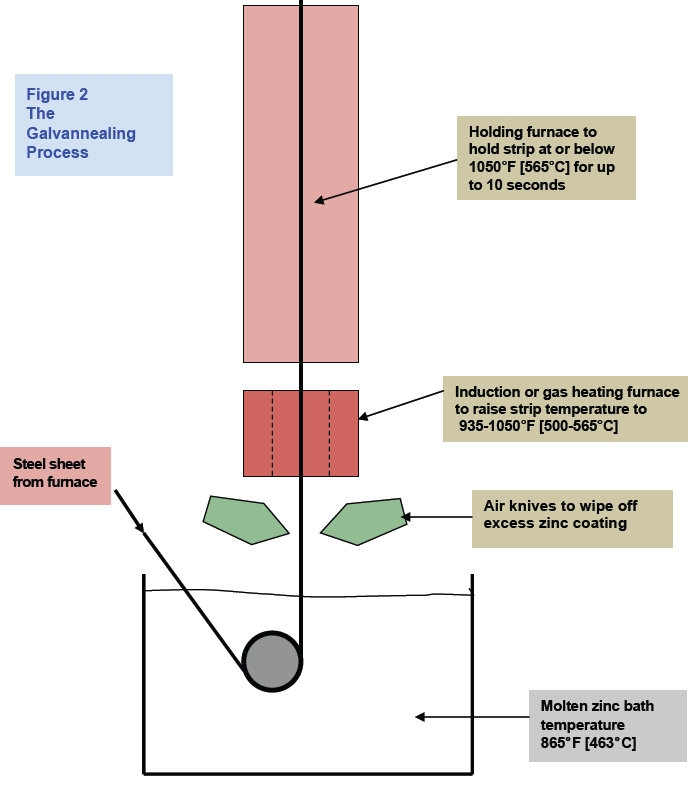 Figure 2
The
Galvannealing
Process
Holding furnace to
hold strip at or below
1050°F [565°C] for up
to 10 seconds
Induction or gas heating furnace
to raise strip temperature to
935-1050°F [500-565°C]
Steel sheet
from furnace
Air knives to wipe off
excess zinc coating
Molten zinc bath
temperature
865°F [463°C]